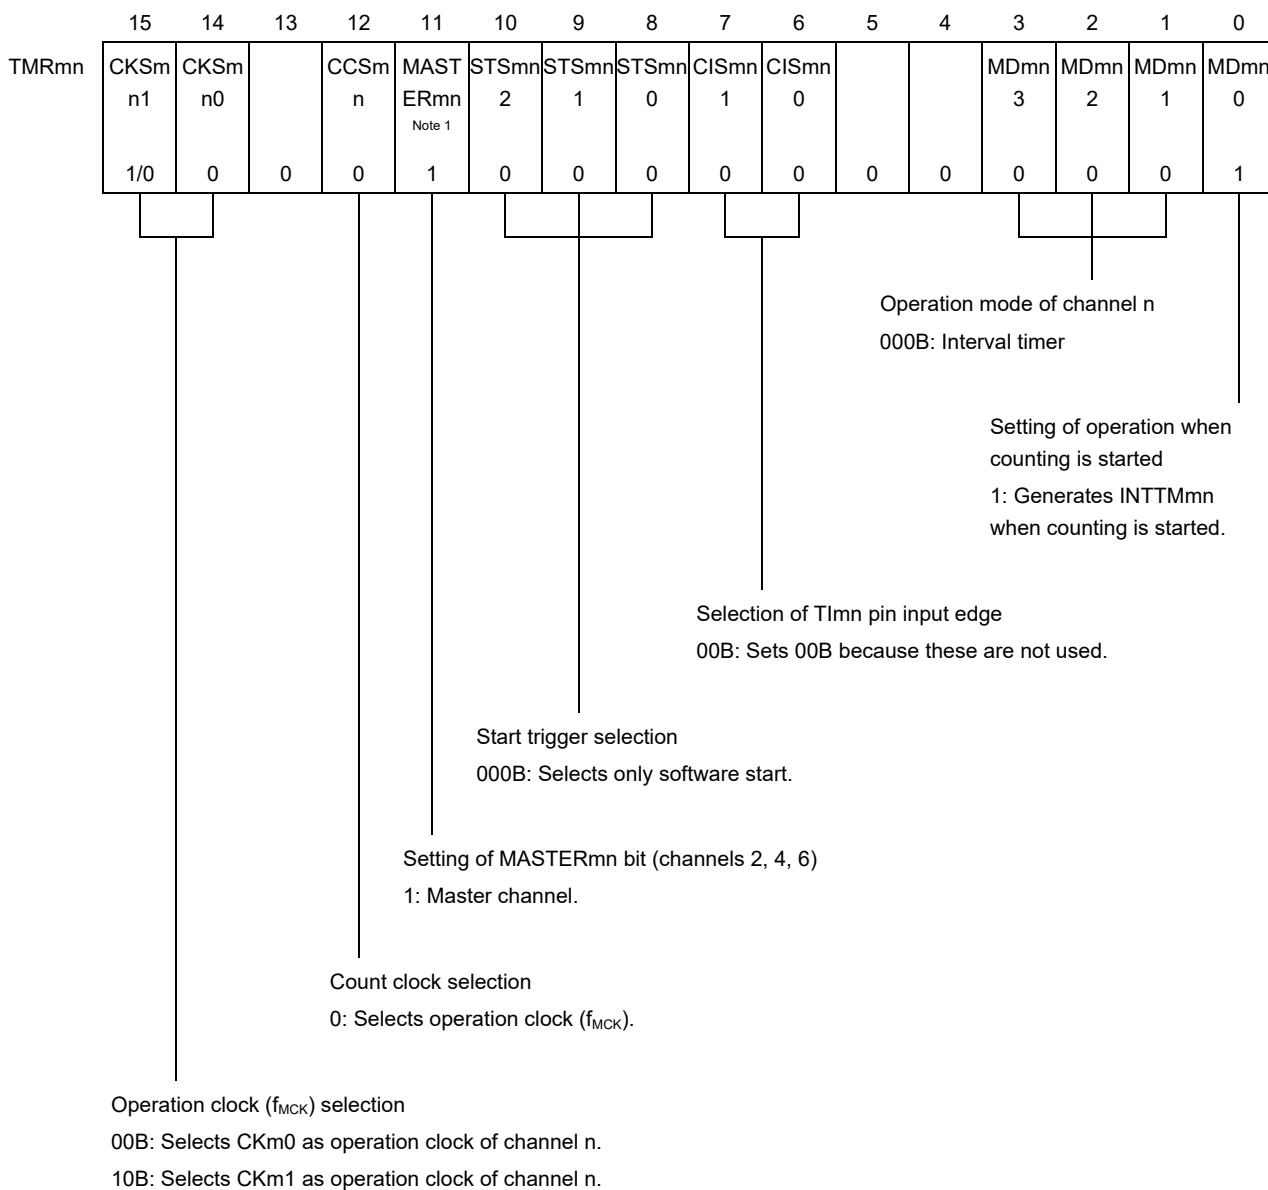 15 14 13 12 11 10 9 8 7 6 5 4 3 2 1 0
TMRmn CKSm CKSm CCSm MAST STSmn STSmn STSmn CISmn CISmn MDmn MDmn MDmn MDmn
n1 n0 n ERmn 2 1 0 1 0 3 2 1 0
Note 1
1/0 0 0 0 1 0 0 0 0 0 0 0 0 0 0 1
Operation mode of channel n
000B: Interval timer
Setting of operation when
counting is started
1: Generates INTTMmn
when counting is started.
Selection of TImn pin input edge
00B: Sets 00B because these are not used.
Start trigger selection
000B: Selects only software start.
Setting of MASTERmn bit (channels 2, 4, 6)
1: Master channel.
Count clock selection
0: Selects operation clock (fMCK).
Operation clock (fMCK) selection
00B: Selects CKm0 as operation clock of channel n.
10B: Selects CKm1 as operation clock of channel n.